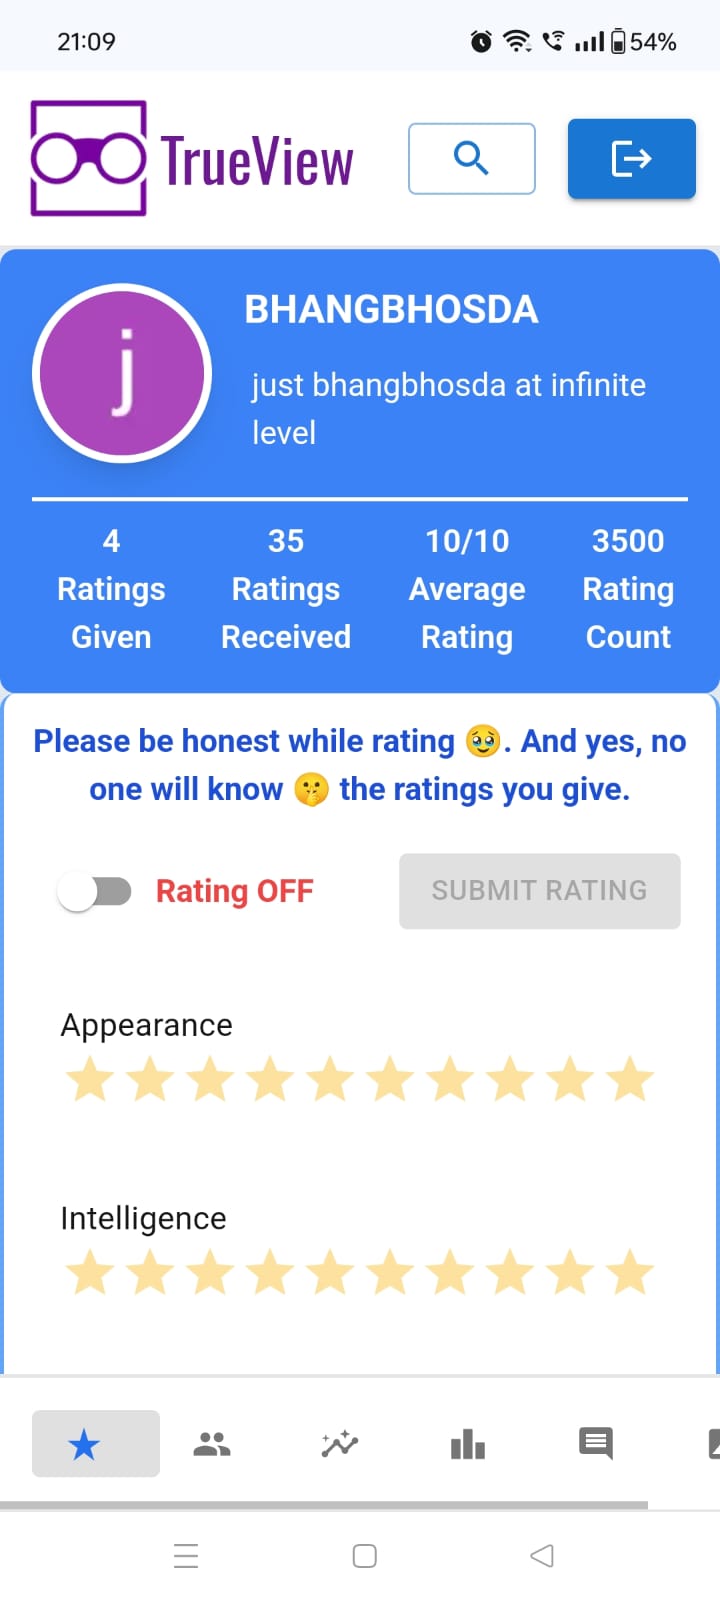 21:09
54%
TrueView
j
BHANGBHOSDA
just bhangbhosda at infinite
level
4
Ratings
Given
35
Ratings
Received
10/10
Average
Rating
3500
Rating
Count
Please be honest while rating 🥹. And yes, no
one will know 🤫 the ratings you give.
Rating OFF
SUBMIT RATING
Appearance
Intelligence